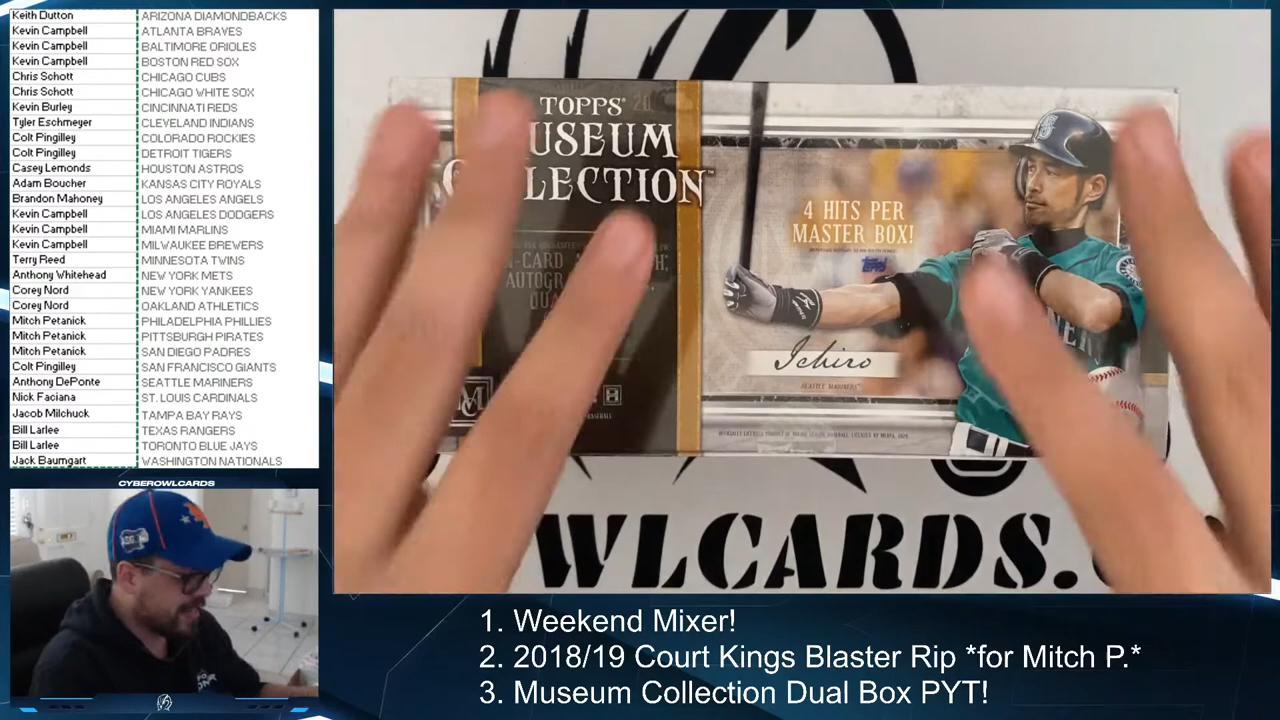 Keith Dutton ARIZONA DIAMONDBACKS
Kevin Campbell ATLANTA BRAVES
Kevin Campbell BALTIMORE ORIOLES
Kevin Campbell BOSTON RED SOX
Chris Schott CHICAGO CUBS
Chris Schott CHICAGO WHITE SOX
Kevin Burley CINCINNATI REDS
Tyler Eschmeyer CLEVELAND INDIANS
Colt Pingilley COLORADO ROCKIES
Colt Pingilley DETROIT TIGERS
Casey Lemonds HOUSTON ASTROS
Adam Boucher KANSAS CITY ROYALS
Brandon Mahoney LOS ANGELES ANGELS
Kevin Campbell LOS ANGELES DODGERS
Kevin Campbell MIAMI MARLINS
Kevin Campbell MILWAUKEE BREWERS
Terry Reed MINNESOTA TWINS
Anthony Whitehead NEW YORK METS
Corey Nord NEW YORK YANKEES
Corey Nord OAKLAND ATHLETICS
Mitch Petanick PHILADELPHIA PHILLIES
Mitch Petanick PITTSBURGH PIRATES
Mitch Petanick SAN DIEGO PADRES
Colt Pingilley SAN FRANCISCO GIANTS
Anthony DePonte SEATTLE MARINERS
Nick Faciana ST. LOUIS CARDINALS
Jacob Milchuck TAMPA BAY RAYS
Bill Larlee TEXAS RANGERS
Bill Larlee TORONTO BLUE JAYS
Jack Baumgart WASHINGTON NATIONALS
CYBEROWLCARDS
TOPPS® 20
USEUM
LLECTION™
4 HITS PER
MASTER BOX!
topps
Ichiro
SEATTLE MARINERS™
WLCARDS.
1. Weekend Mixer!
2. 2018/19 Court Kings Blaster Rip *for Mitch P.*
3. Museum Collection Dual Box PYT!